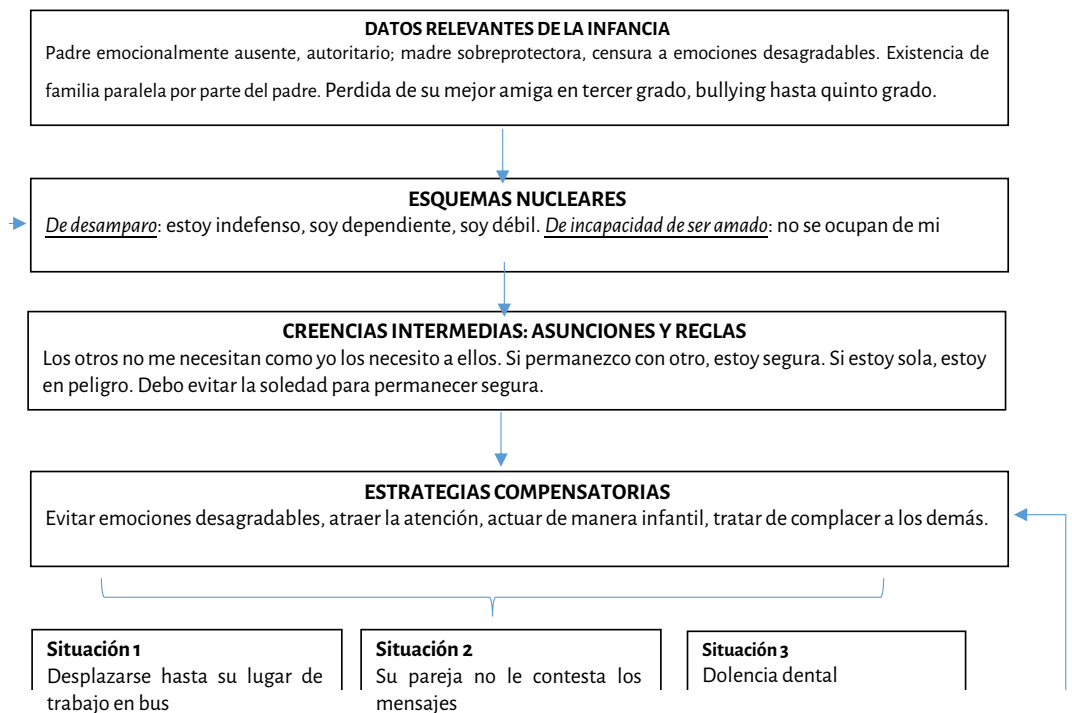 DATOS RELEVANTES DE LA INFANCIA
Padre emocionalmente ausente, autoritario; madre sobreprotectora, censura a emociones desagradables. Existencia de
familia paralela por parte del padre. Perdida de su mejor amiga en tercer grado, bullying hasta quinto grado.
ESQUEMAS NUCLEARES
De desamparo: estoy indefenso, soy dependiente, soy débil. De incapacidad de ser amado: no se ocupan de mi
CREENCIAS INTERMEDIAS: ASUNCIONES Y REGLAS
Los otros no me necesitan como yo los necesito a ellos. Si permanezco con otro, estoy segura. Si estoy sola, estoy
en peligro. Debo evitar la soledad para permanecer segura.
ESTRATEGIAS COMPENSATORIAS
Evitar emociones desagradables, atraer la atención, actuar de manera infantil, tratar de complacer a los demás.
Situación 1
Desplazarse hasta su lugar de
trabajo en bus
Situación 2
Su pareja no le contesta los
mensajes
Situación 3
Dolencia dental